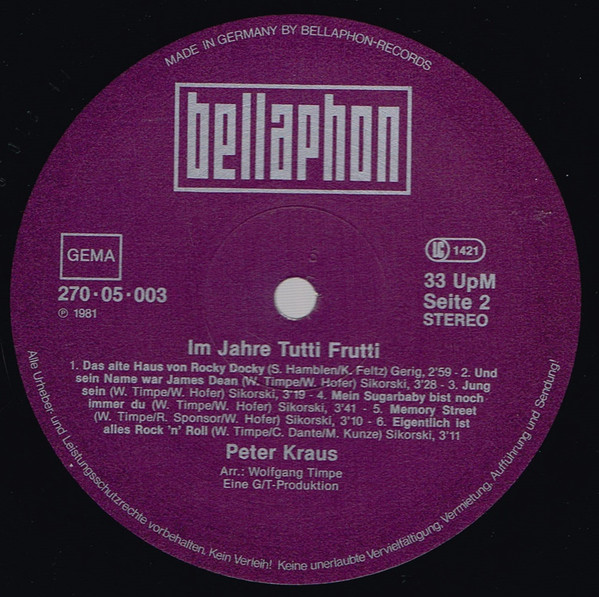 MADE IN GERMANY BY BELLAPHON-RECORDS
bellaphon
GEMA
270·05·003
℗ 1981
LC 1421
33 UpM
Seite 2
STEREO
Im Jahre Tutti Frutti
1. Das alte Haus von Rocky Docky (S. Hamblen/K. Feltz) Gerig, 2'59 - 2. Und
sein Name war James Dean (W. Timpe/W. Hofer) Sikorski, 3'28 - 3. Jung
sein (W. Timpe/W. Hofer) Sikorski, 3'19 - 4. Mein Sugarbaby bist noch
immer du (W. Timpe/W. Hofer) Sikorski, 3'41 - 5. Memory Street
(W. Timpe/R. Sponsor/W. Hofer) Sikorski, 3'10 - 6. Eigentlich ist
alles Rock 'n' Roll (W. Timpe/C. Dante/M. Kunze) Sikorski, 3'11
Peter Kraus
Arr.: Wolfgang Timpe
Eine G/T-Produktion
Alle Urheber- und Leistungsschutzrechte vorbehalten. Kein Verleih! Keine unerlaubte Vervielfältigung, Vermietung, Aufführung und Sendung!